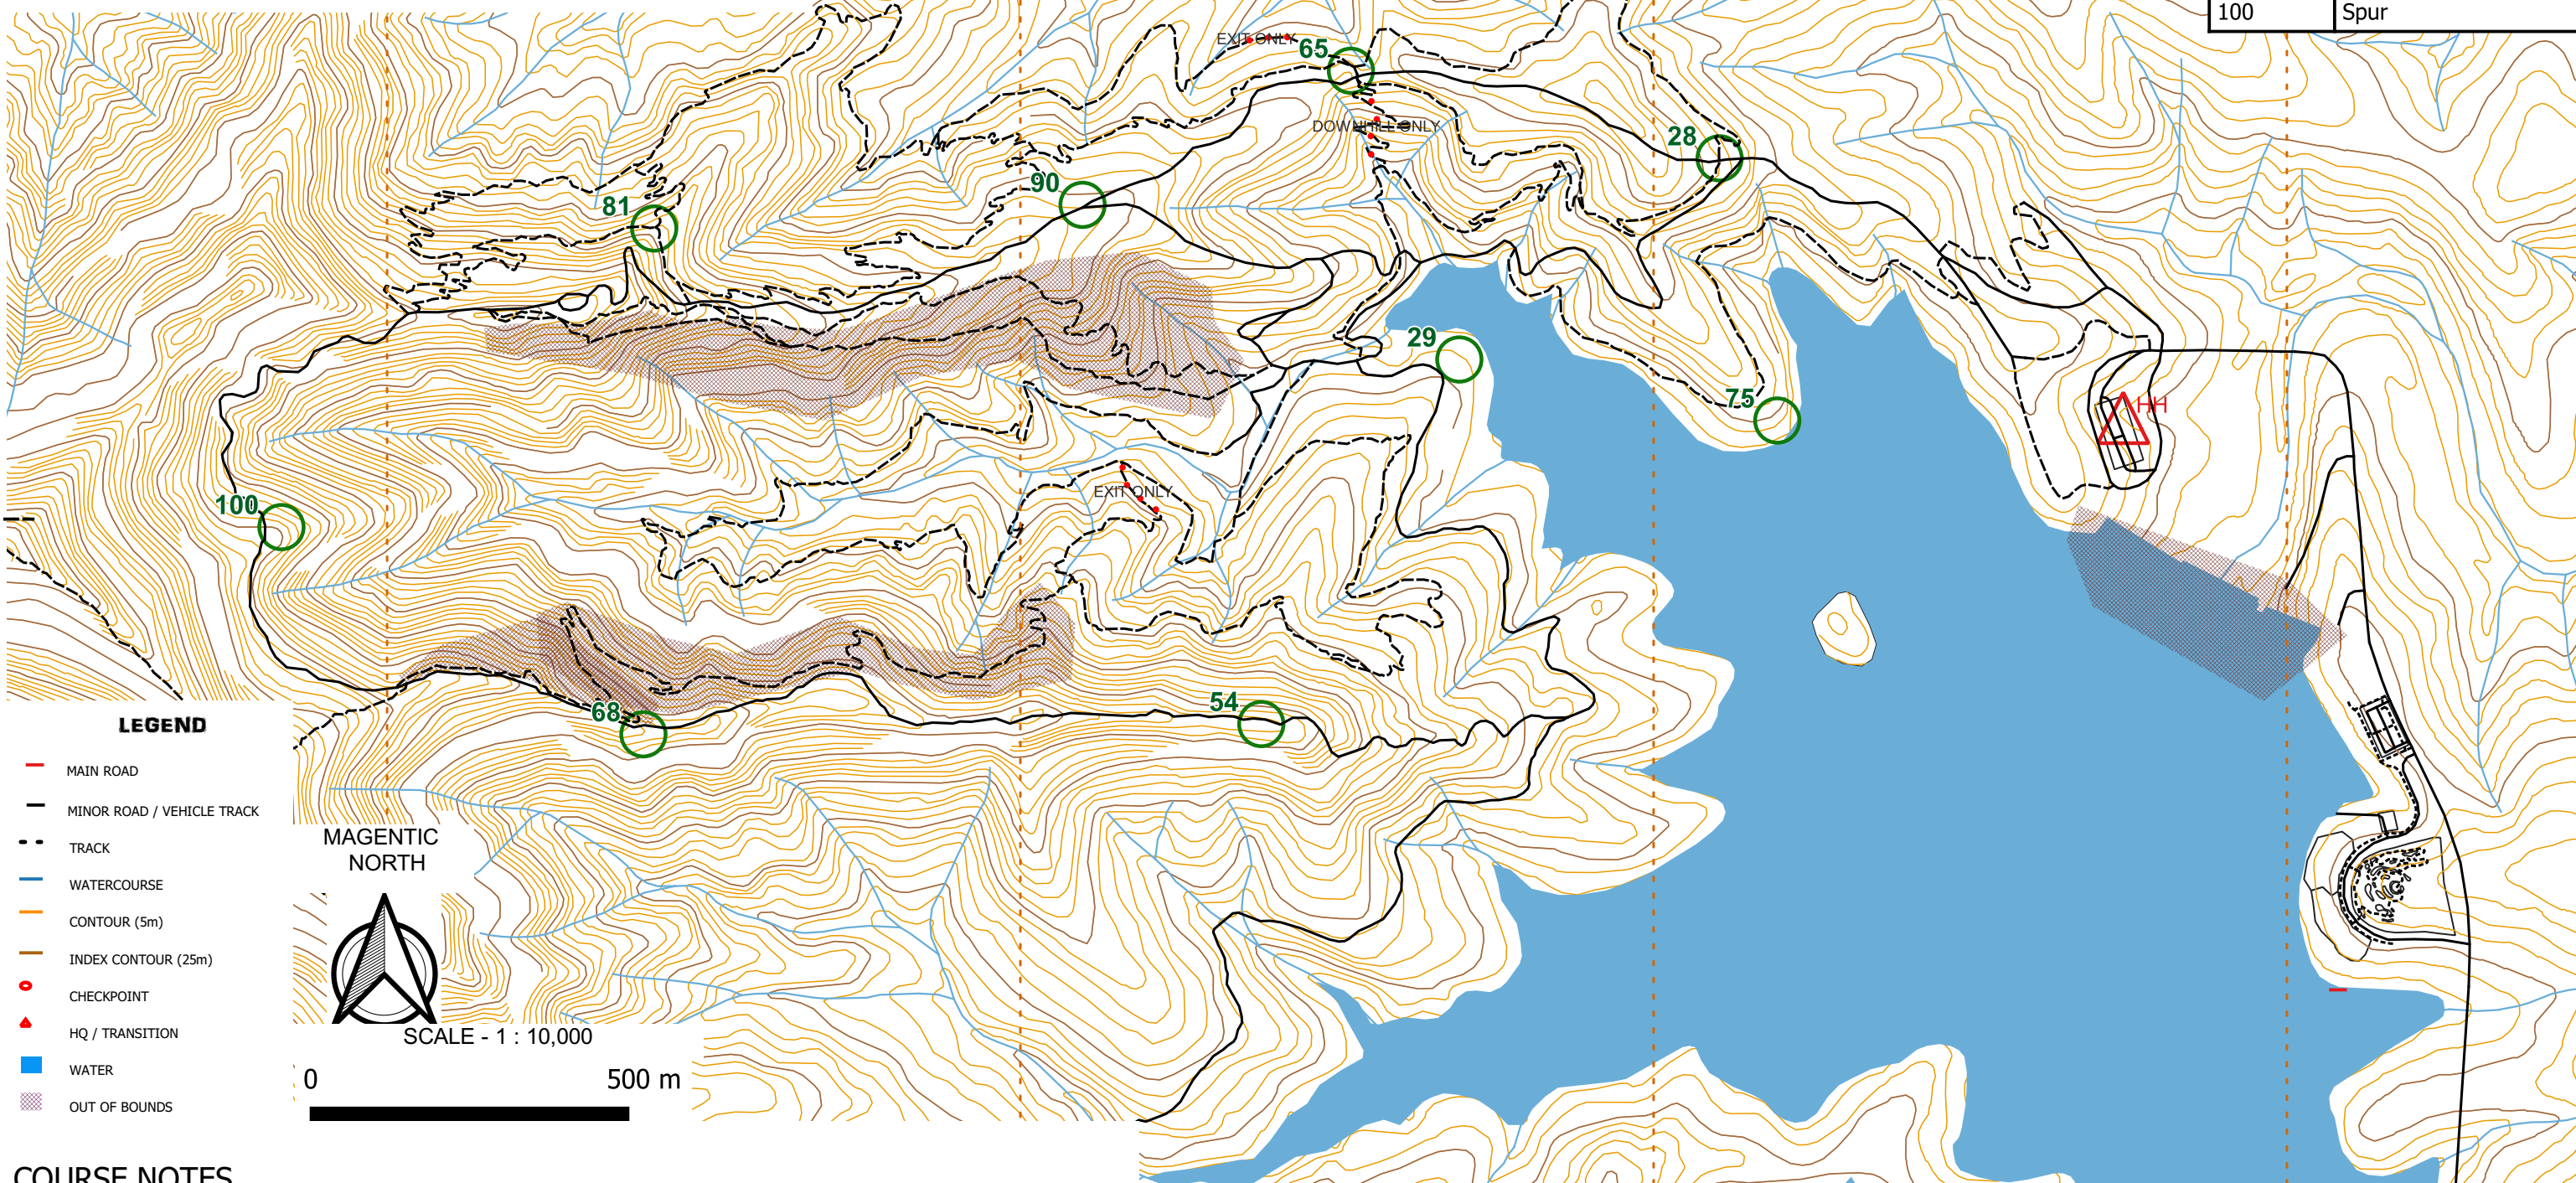 100 Spur
EXIT ONLY
65
DOWNHILL ONLY
28
90
81
29
75
HH
100
EXIT ONLY
68
54
LEGEND
MAIN ROAD
MINOR ROAD / VEHICLE TRACK
TRACK
WATERCOURSE
CONTOUR (5m)
INDEX CONTOUR (25m)
CHECKPOINT
HQ / TRANSITION
WATER
OUT OF BOUNDS
MAGENTIC
NORTH
SCALE - 1 : 10,000
0 500 m
COURSE NOTES